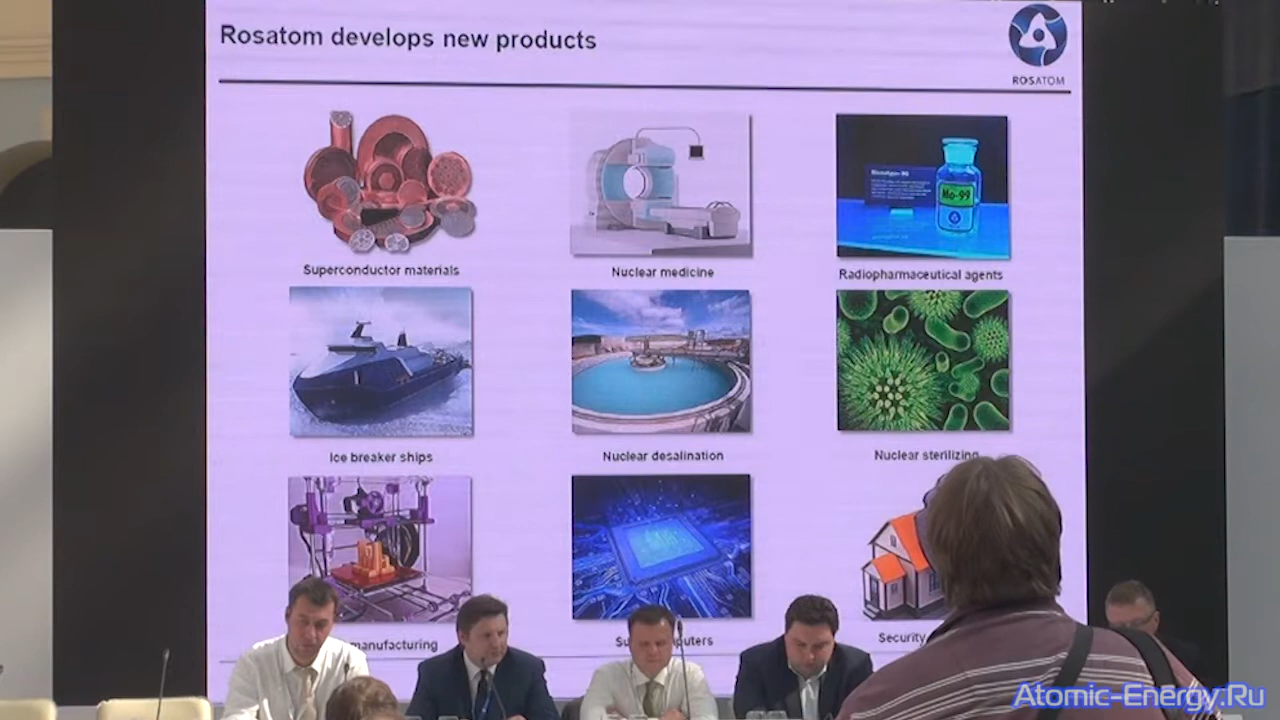 Rosatom develops new products
ROSATOM
Mo-99
Superconductor materials
Nuclear medicine
Radiopharmaceutical agents
Ice breaker ships
Nuclear desalination
Nuclear sterilizing
manufacturing
Security
Atomic-Energy.Ru